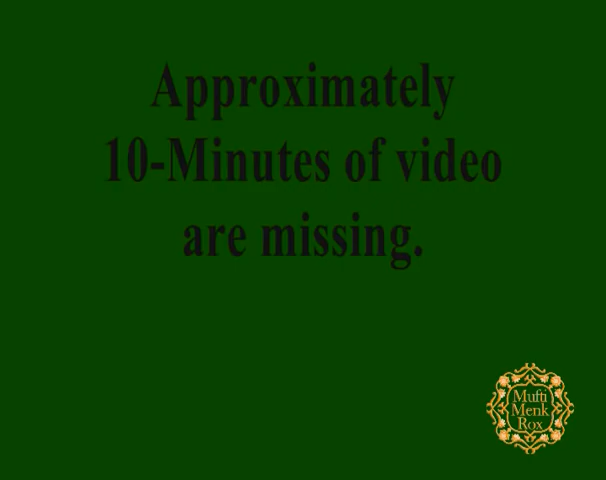 Approximately
10-Minutes of video
are missing.
Mufti
Menk
Rox